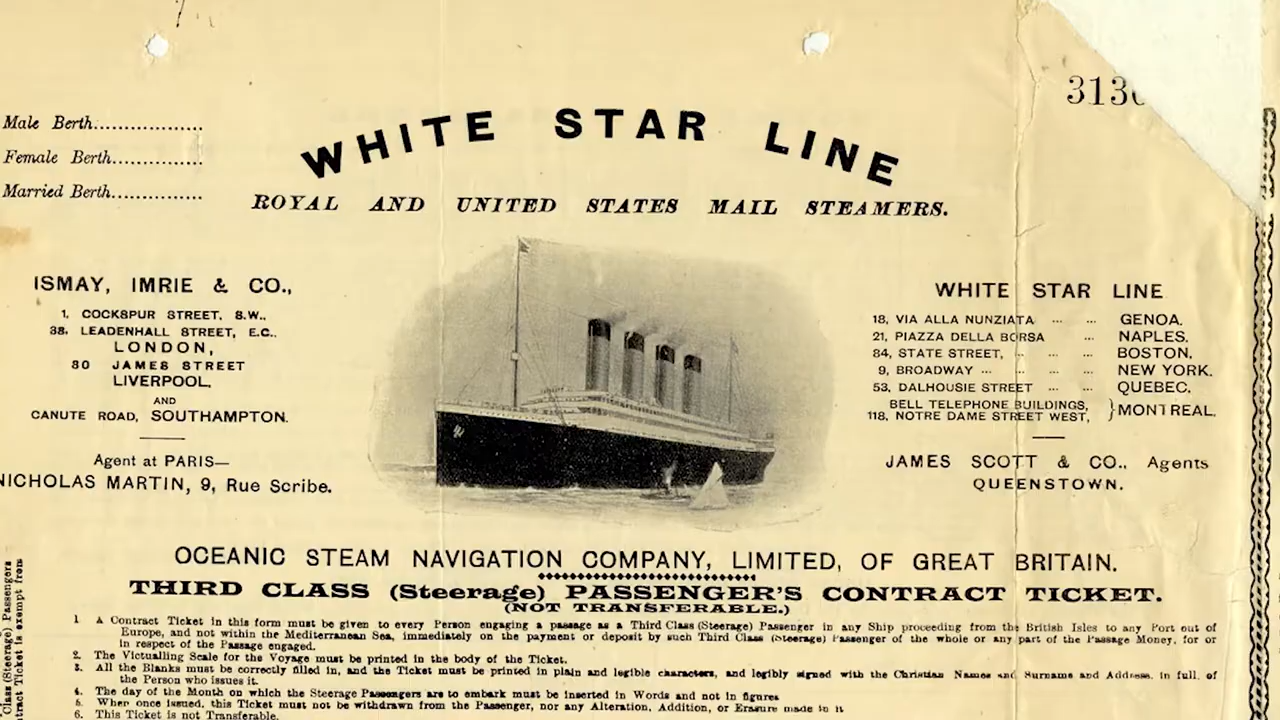 313
Male Berth..................
Female Berth..............
Married Berth..............
WHITE STAR LINE
ROYAL AND UNITED STATES MAIL STEAMERS.
ISMAY, IMRIE & CO.,
1, COCKSPUR STREET, S.W.,
38, LEADENHALL STREET, E.C.,
LONDON,
30 JAMES STREET
LIVERPOOL,
AND
CANUTE ROAD, SOUTHAMPTON.
Agent at PARIS—
NICHOLAS MARTIN, 9, Rue Scribe.
WHITE STAR LINE
18, VIA ALLA NUNZIATA ... ... GENOA.
21, PIAZZA DELLA BORSA ... NAPLES.
84, STATE STREET, ... ... ... BOSTON.
9, BROADWAY ... ... ... ... NEW YORK.
53, DALHOUSIE STREET ... ... QUEBEC.
BELL TELEPHONE BUILDINGS,
118, NOTRE DAME STREET WEST, } MONTREAL.
JAMES SCOTT & CO., Agents
QUEENSTOWN.
OCEANIC STEAM NAVIGATION COMPANY, LIMITED, OF GREAT BRITAIN.
THIRD CLASS (Steerage) PASSENGER'S CONTRACT TICKET.
(NOT TRANSFERABLE.)
1 A Contract Ticket in this form must be given to every Person engaging a passage as a Third Class (Steerage) Passenger in any Ship proceeding from the British Isles to any Port out of
Europe, and not within the Mediterranean Sea, immediately on the payment or deposit by such Third Class (Steerage) Passenger of the whole or any part of the Passage Money, for or
in respect of the Passage engaged.
2. The Victualling Scale for the Voyage must be printed in the body of the Ticket.
3. All the Blanks must be correctly filled in, and the Ticket must be printed in plain and legible characters, and legibly signed with the Christian Names and Surname and Address, in full, of
the Person who issues it.
4. The day of the Month on which the Steerage Passengers are to embark must be inserted in Words and not in figures
5. When once issued, this Ticket must not be withdrawn from the Passenger, nor any Alteration, Addition, or Erasure made in it
6. This Ticket is not Transferable.
Class (Steerage) Passengers
Ticket is exempt from